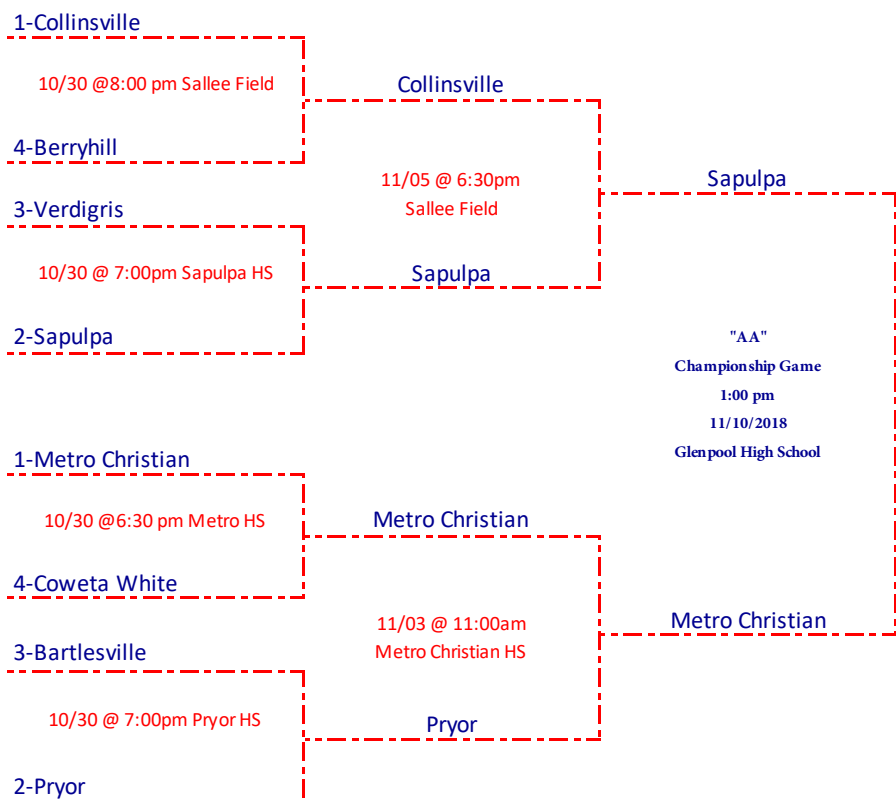 1-Collinsville
10/30 @8:00 pm Sallee Field
Collinsville
4-Berryhill
11/05 @ 6:30pm
Sallee Field
Sapulpa
3-Verdigris
10/30 @ 7:00pm Sapulpa HS
Sapulpa
2-Sapulpa
"AA"
Championship Game
1:00 pm
11/10/2018
Glenpool High School
1-Metro Christian
10/30 @6:30 pm Metro HS
Metro Christian
4-Coweta White
11/03 @ 11:00am
Metro Christian HS
Metro Christian
3-Bartlesville
10/30 @ 7:00pm Pryor HS
Pryor
2-Pryor